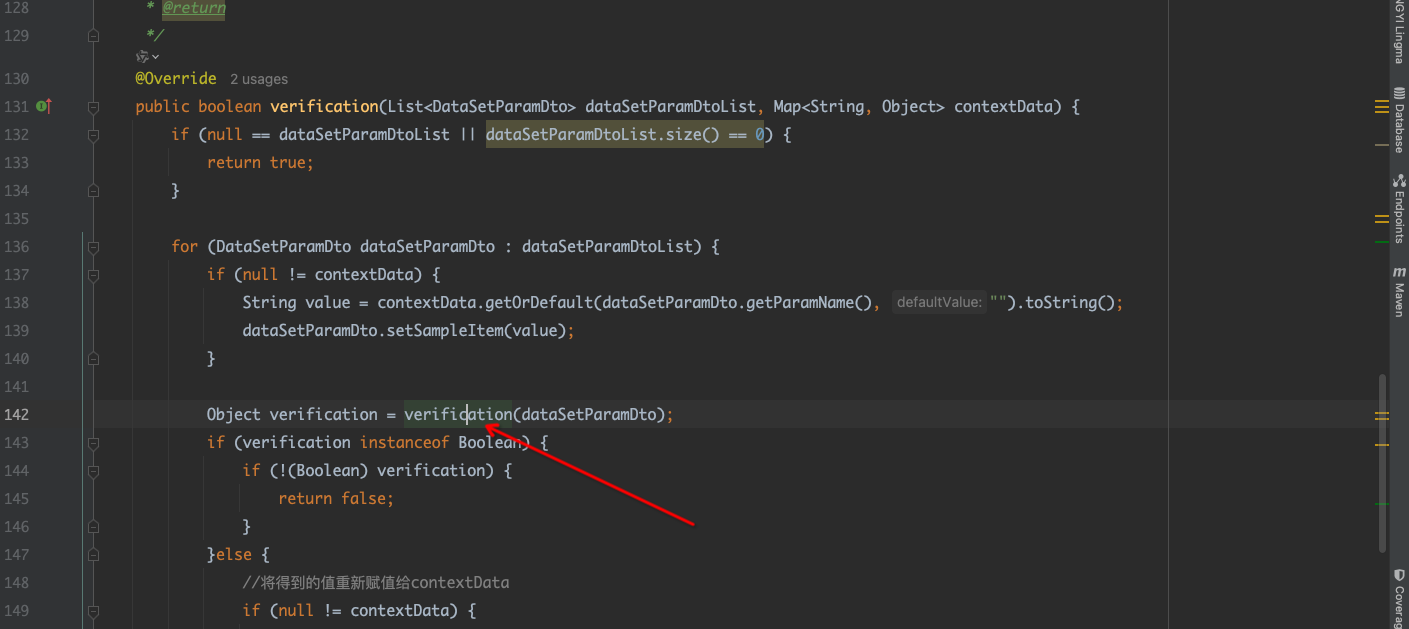 128 * @return
129 */
130 @Override 2 usages
131 public boolean verification(List<DataSetParamDto> dataSetParamDtoList, Map<String, Object> contextData) {
132 if (null == dataSetParamDtoList || dataSetParamDtoList.size() == 0) {
133 return true;
134 }
135
136 for (DataSetParamDto dataSetParamDto : dataSetParamDtoList) {
137 if (null != contextData) {
138 String value = contextData.getOrDefault(dataSetParamDto.getParamName(), defaultValue: "").toString();
139 dataSetParamDto.setSampleItem(value);
140 }
141
142 Object verification = verification(dataSetParamDto);
143 if (verification instanceof Boolean) {
144 if (!(Boolean) verification) {
145 return false;
146 }
147 }else {
148 //将得到的值重新赋值给contextData
149 if (null != contextData) {
Lingma
Database
Endpoints
m Maven
Coverag